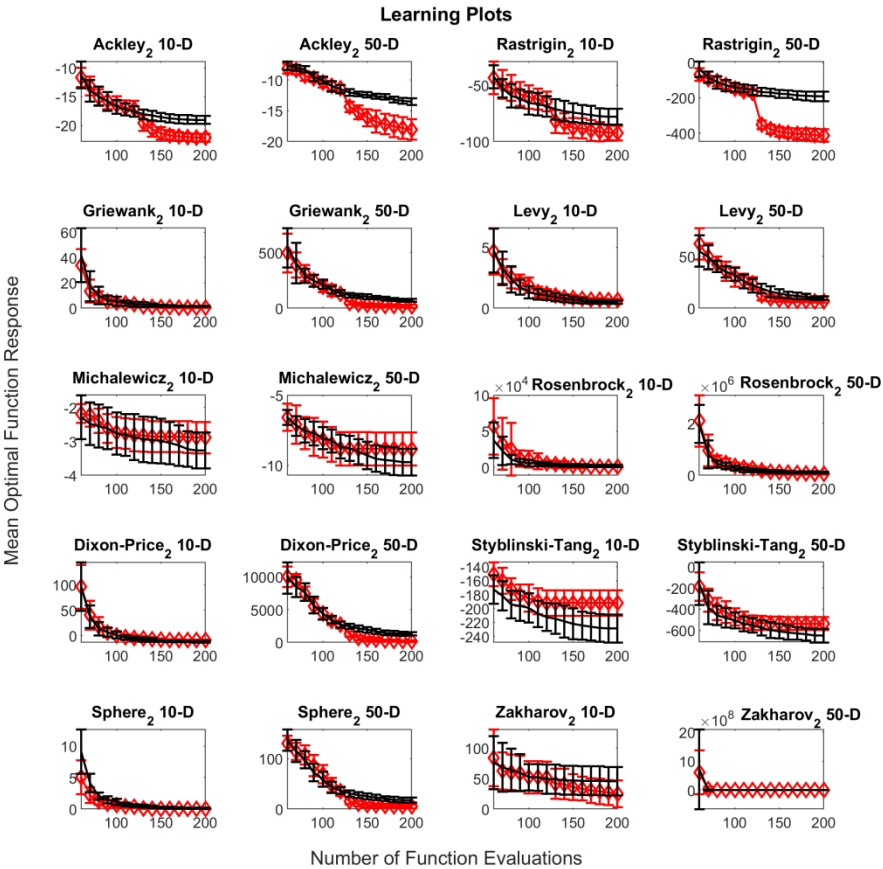 Learning Plots
Ackley2 10-D
Ackley2 50-D
Rastrigin2 10-D
Rastrigin2 50-D
-10
-15
-20
100 150 200
-10
-15
-20
100 150 200
-50
-100
100 150 200
0
-200
-400
100 150 200
Griewank2 10-D
Griewank2 50-D
Levy2 10-D
Levy2 50-D
60
40
20
0
100 150 200
500
0
100 150 200
5
0
100 150 200
50
0
100 150 200
Michalewicz2 10-D
Michalewicz2 50-D
×10^4 Rosenbrock2 10-D
×10^6 Rosenbrock2 50-D
-2
-3
-4
100 150 200
-5
-10
100 150 200
10
5
0
100 150 200
2
0
100 150 200
Dixon-Price2 10-D
Dixon-Price2 50-D
Styblinski-Tang2 10-D
Styblinski-Tang2 50-D
100
50
0
100 150 200
10000
5000
0
100 150 200
-140
-160
-180
-200
-220
-240
100 150 200
0
-200
-400
-600
100 150 200
Sphere2 10-D
Sphere2 50-D
Zakharov2 10-D
×10^8 Zakharov2 50-D
10
5
0
100 150 200
100
0
100 150 200
100
50
0
100 150 200
20
10
0
100 150 200
Mean Optimal Function Response
Number of Function Evaluations